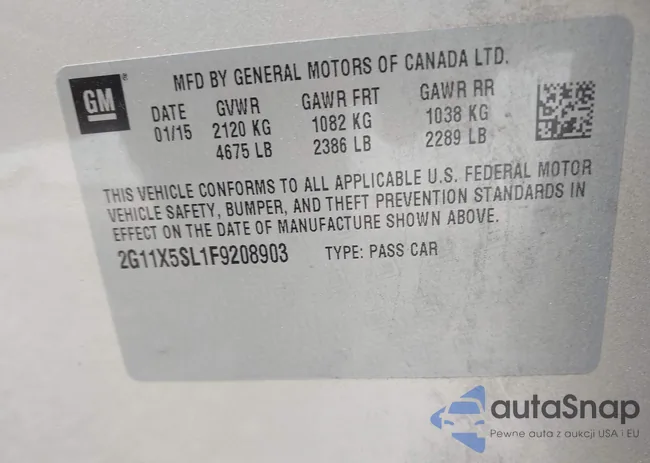 MFD BY GENERAL MOTORS OF CANADA LTD.
GM®
DATE GVWR GAWR FRT GAWR RR
01/15 2120 KG 1082 KG 1038 KG
4675 LB 2386 LB 2289 LB
THIS VEHICLE CONFORMS TO ALL APPLICABLE U.S. FEDERAL MOTOR
VEHICLE SAFETY, BUMPER, AND THEFT PREVENTION STANDARDS IN
EFFECT ON THE DATE OF MANUFACTURE SHOWN ABOVE.
2G11X5SL1F9208903 TYPE: PASS CAR
autaSnap
Pewne auta z aukcji USA i EU